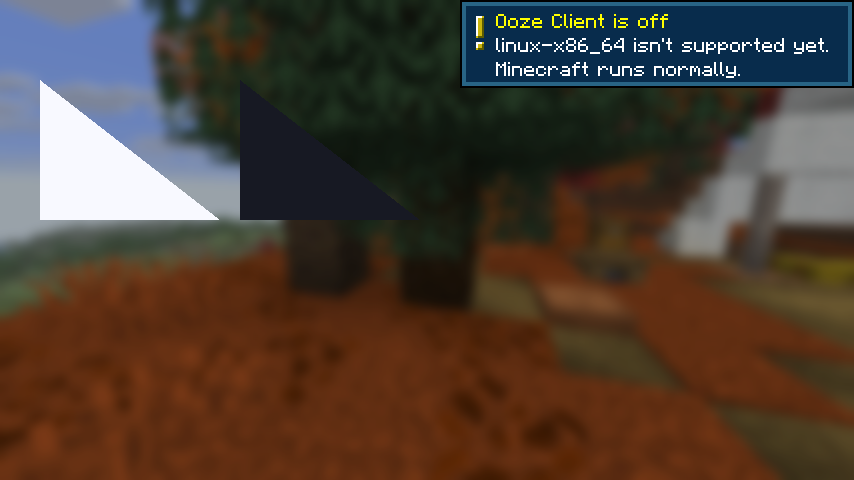 Ooze Client is off
linux-x86_64 isn't supported yet.
Minecraft runs normally.